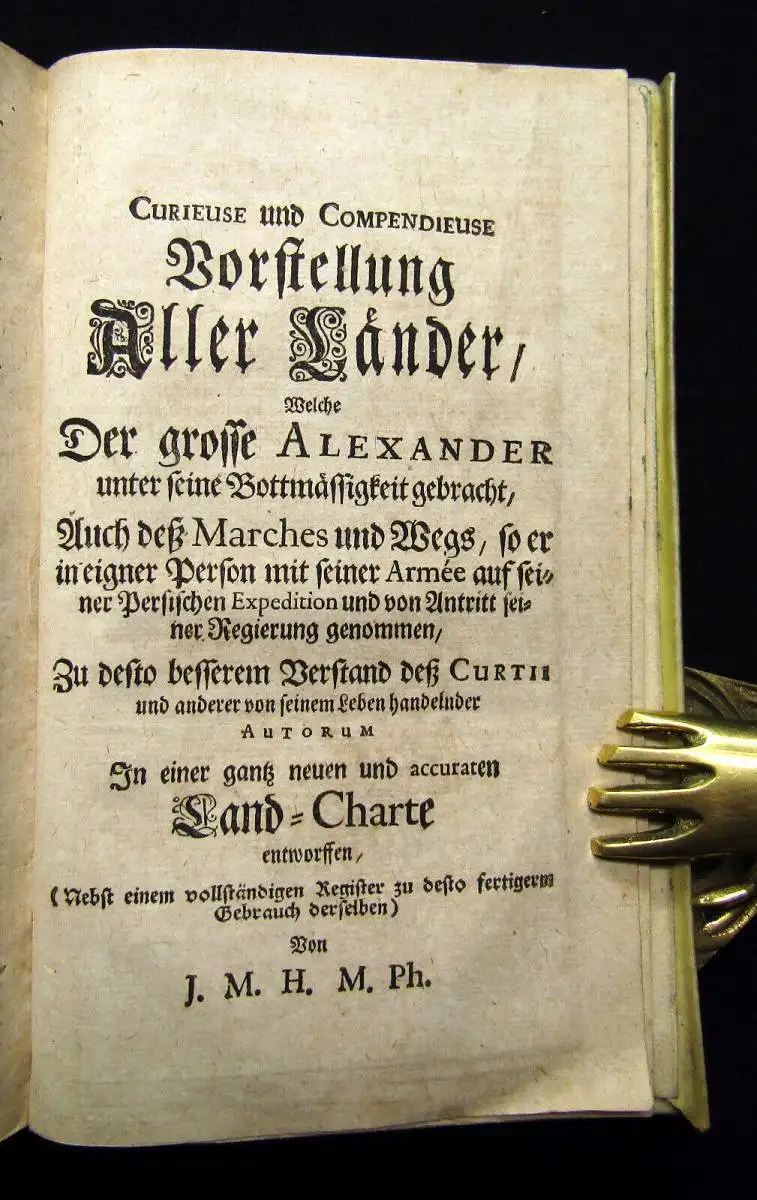 CURIEUSE und COMPENDIEUSE
Vorstellung
Aller Länder,
Welche
Der grosse ALEXANDER
unter seine Bottmässigkeit gebracht,
Auch deß Marches und Wegs, so er
in eigner Person mit seiner Armée auf sei-
ner Persischen Expedition und von Antritt sei-
ner Regierung genommen,
Zu desto besserem Verstand deß CURTII
und anderer von seinem Leben handelnder
AUTORUM
In einer gantz neuen und accuraten
Land-Charte
entworffen,
(Nebst einem vollständigen Register zu desto fertigerm
Gebrauch derselben)
Von
J. M. H. M. Ph.